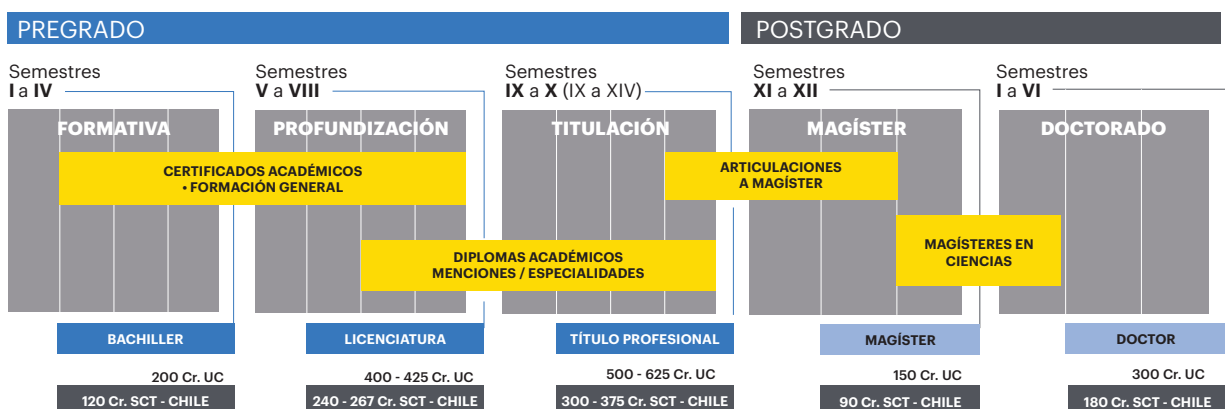 PREGRADO
POSTGRADO
Semestres
I a IV
Semestres
V a VIII
Semestres
IX a X (IX a XIV)
Semestres
XI a XII
Semestres
I a VI
FORMATIVA
PROFUNDIZACIÓN
TITULACIÓN
MAGÍSTER
DOCTORADO
CERTIFICADOS ACADÉMICOS
• FORMACIÓN GENERAL
ARTICULACIONES
A MAGÍSTER
DIPLOMAS ACADÉMICOS
MENCIONES / ESPECIALIDADES
MAGÍSTERES EN
CIENCIAS
BACHILLER
LICENCIATURA
TÍTULO PROFESIONAL
MAGÍSTER
DOCTOR
200 Cr. UC
400 - 425 Cr. UC
500 - 625 Cr. UC
150 Cr. UC
300 Cr. UC
120 Cr. SCT - CHILE
240 - 267 Cr. SCT - CHILE
300 - 375 Cr. SCT - CHILE
90 Cr. SCT - CHILE
180 Cr. SCT - CHILE